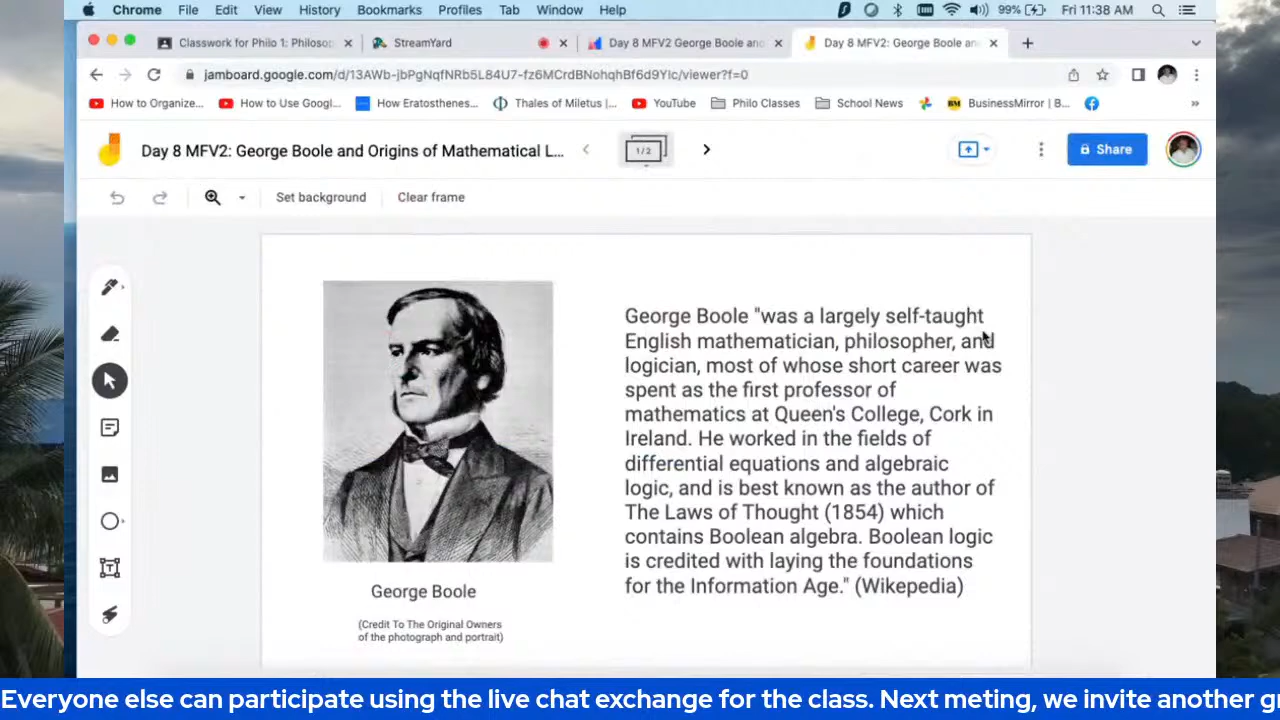 Chrome File Edit View History Bookmarks Profiles Tab Window Help 99% Fri 11:38 AM
Classwork for Philo 1: Philosop
StreamYard
Day 8 MFV2 George Boole and
Day 8 MFV2: George Boole and
jamboard.google.com/d/13AWb-jbPgNqfNRb5L84U7-fz6MCrdBNohqhBf6d9Ylc/viewer?f=0
How to Organize... How to Use Googl... How Eratosthenes... Thales of Miletus |... YouTube Philo Classes School News BM BusinessMirror | B... »
Day 8 MFV2: George Boole and Origins of Mathematical L...
1/2
Share
Set background Clear frame
George Boole "was a largely self-taught
English mathematician, philosopher, and
logician, most of whose short career was
spent as the first professor of
mathematics at Queen's College, Cork in
Ireland. He worked in the fields of
differential equations and algebraic
logic, and is best known as the author of
The Laws of Thought (1854) which
contains Boolean algebra. Boolean logic
is credited with laying the foundations
for the Information Age." (Wikepedia)
George Boole
(Credit To The Original Owners
of the photograph and portrait)
Everyone else can participate using the live chat exchange for the class. Next meting, we invite another g